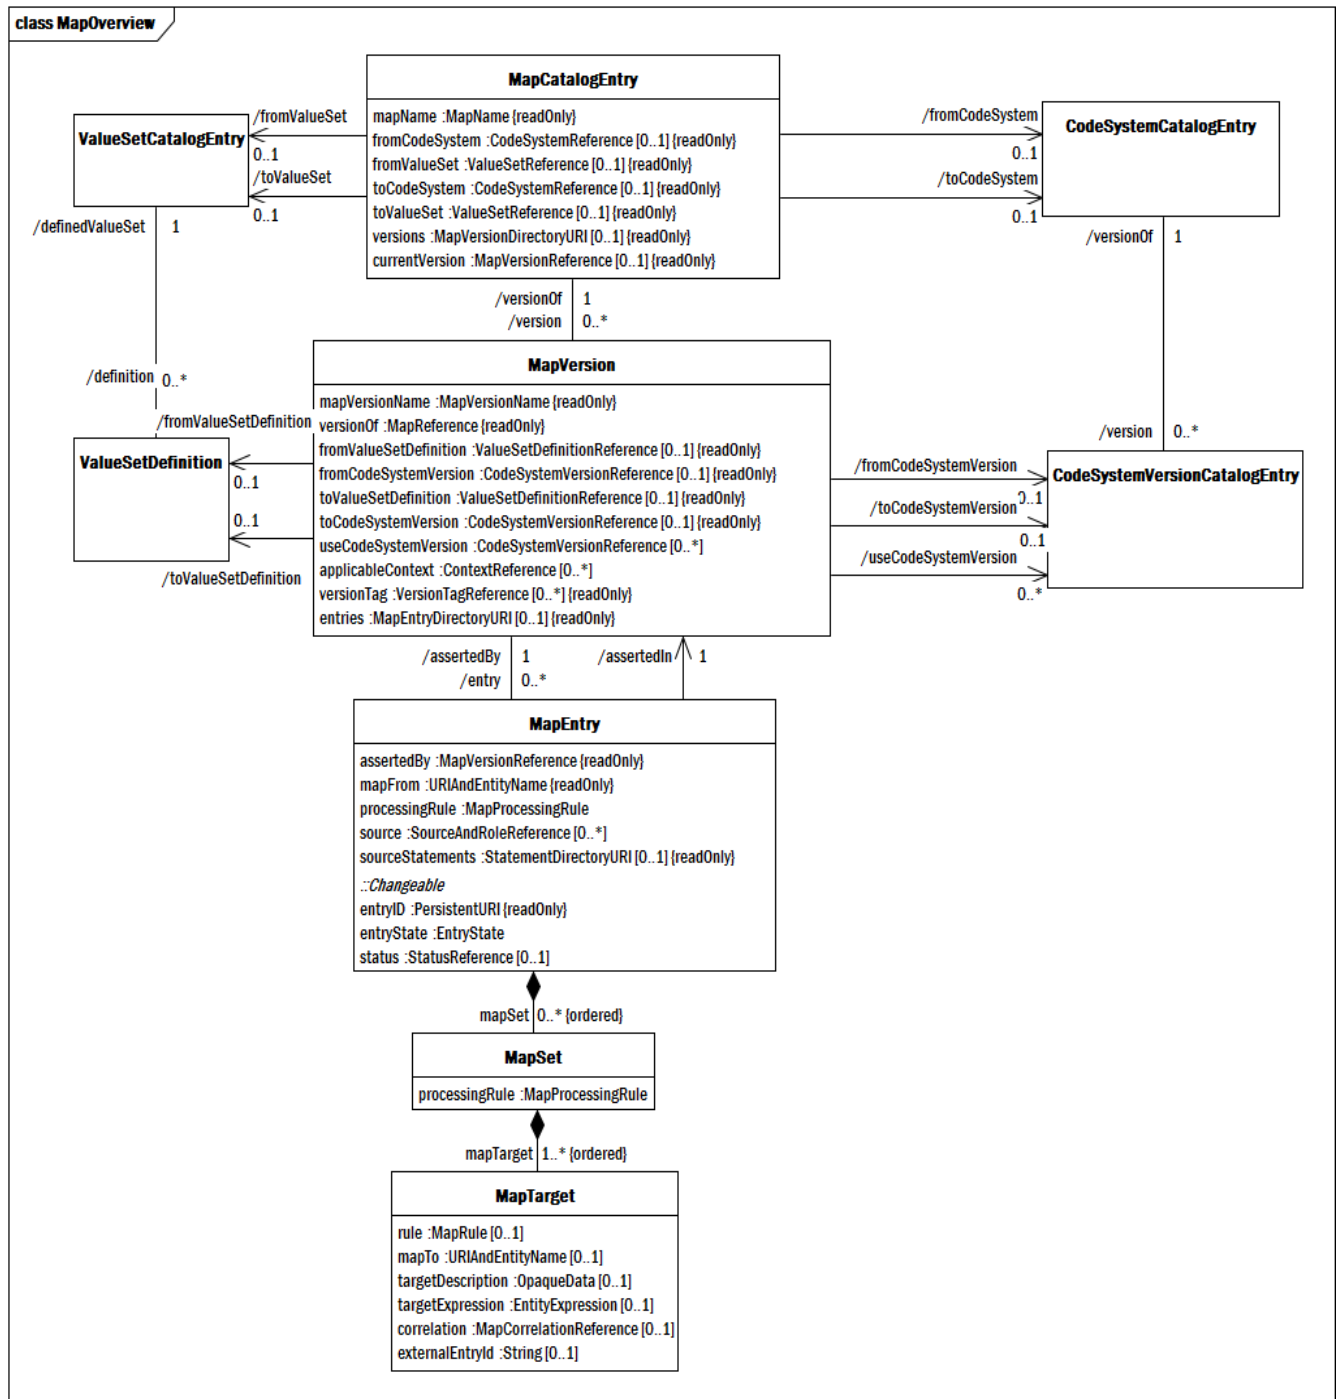 class MapOverview
MapCatalogEntry
mapName :MapName {readOnly}
fromCodeSystem :CodeSystemReference [0..1] {readOnly}
fromValueSet :ValueSetReference [0..1] {readOnly}
toCodeSystem :CodeSystemReference [0..1] {readOnly}
toValueSet :ValueSetReference [0..1] {readOnly}
versions :MapVersionDirectoryURI [0..1] {readOnly}
currentVersion :MapVersionReference [0..1] {readOnly}
/fromValueSet
0..1
/toValueSet
0..1
ValueSetCatalogEntry
/fromCodeSystem
0..1
/toCodeSystem
0..1
CodeSystemCatalogEntry
/definedValueSet 1
/versionOf 1
/versionOf 1
/version 0..*
/definition 0..*
/version 0..*
MapVersion
mapVersionName :MapVersionName {readOnly}
versionOf :MapReference {readOnly}
fromValueSetDefinition :ValueSetDefinitionReference [0..1] {readOnly}
fromCodeSystemVersion :CodeSystemVersionReference [0..1] {readOnly}
toValueSetDefinition :ValueSetDefinitionReference [0..1] {readOnly}
toCodeSystemVersion :CodeSystemVersionReference [0..1] {readOnly}
useCodeSystemVersion :CodeSystemVersionReference [0..*]
applicableContext :ContextReference [0..*]
versionTag :VersionTagReference [0..*] {readOnly}
entries :MapEntryDirectoryURI [0..1] {readOnly}
/fromValueSetDefinition
0..1
0..1
/toValueSetDefinition
ValueSetDefinition
/fromCodeSystemVersion
0..1
/toCodeSystemVersion
0..1
/useCodeSystemVersion
0..*
CodeSystemVersionCatalogEntry
/assertedBy 1
/entry 0..*
/assertedIn 1
MapEntry
assertedBy :MapVersionReference {readOnly}
mapFrom :URIAndEntityName {readOnly}
processingRule :MapProcessingRule
source :SourceAndRoleReference [0..*]
sourceStatements :StatementDirectoryURI [0..1] {readOnly}
::Changeable
entryID :PersistentURI {readOnly}
entryState :EntryState
status :StatusReference [0..1]
mapSet 0..* {ordered}
MapSet
processingRule :MapProcessingRule
mapTarget 1..* {ordered}
MapTarget
rule :MapRule [0..1]
mapTo :URIAndEntityName [0..1]
targetDescription :OpaqueData [0..1]
targetExpression :EntityExpression [0..1]
correlation :MapCorrelationReference [0..1]
externalEntryId :String [0..1]